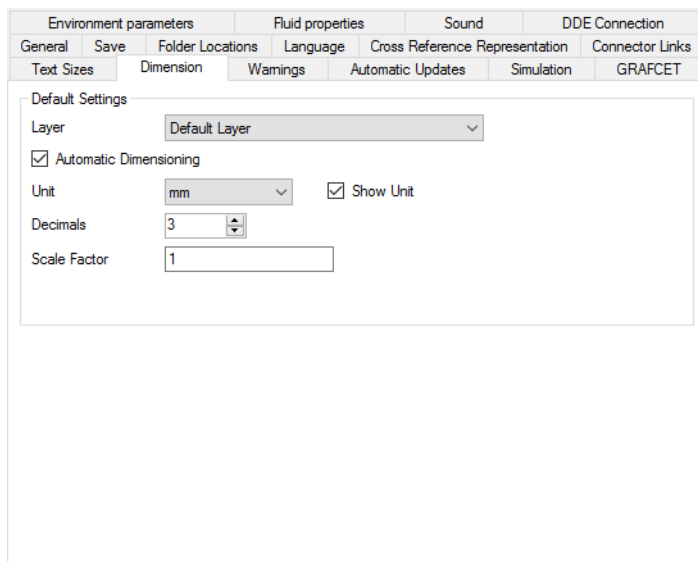 Environment parameters Fluid properties Sound DDE Connection
General Save Folder Locations Language Cross Reference Representation Connector Links
Text Sizes Dimension Warnings Automatic Updates Simulation GRAFCET
Default Settings
Layer Default Layer
Automatic Dimensioning
Unit mm Show Unit
Decimals 3
Scale Factor 1